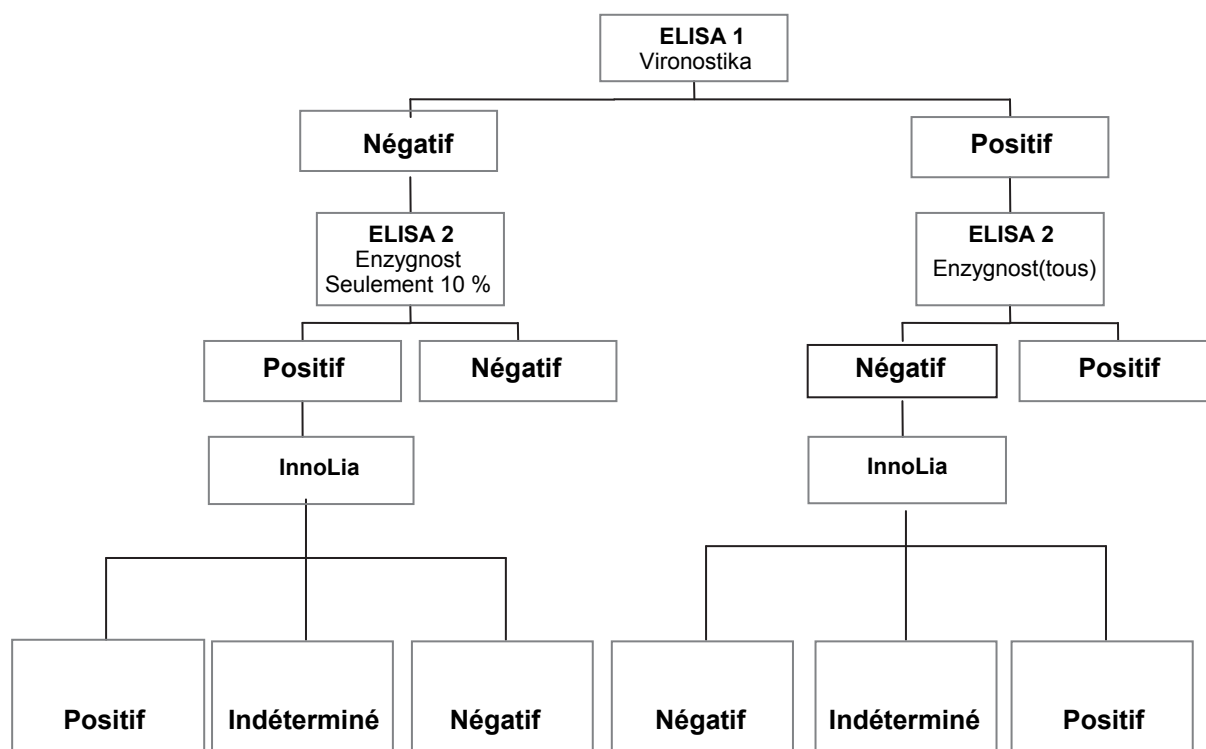 ELISA 1
Vironostika
Négatif
Positif
ELISA 2
Enzygnost
Seulement 10 %
ELISA 2
Enzygnost(tous)
Positif
Négatif
Négatif
Positif
InnoLia
InnoLia
Positif
Indéterminé
Négatif
Négatif
Indéterminé
Positif